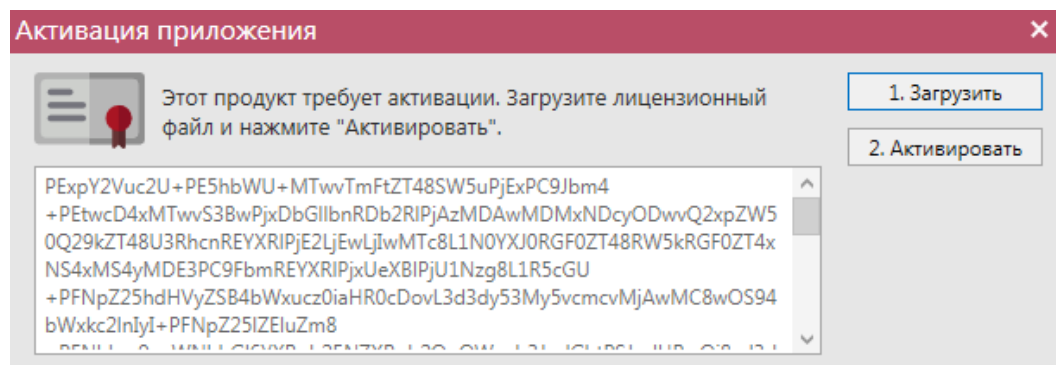 Активация приложения
Этот продукт требует активации. Загрузите лицензионный
файл и нажмите "Активировать".
1. Загрузить
2. Активировать
PExpY2Vuc2U+PE5hbWU+MTwvTmFtZT48SW5uPjExPC9Jbm4
+PEtwcD4xMTwvS3BwPjxDbGllbnRDb2RlPjAzMDAwMDMxNDcyODwvQ2xpZW5
0Q29kZT48U3RhcnREYXRlPjE2LjEwLjIwMTc8L1N0YXJ0RGF0ZT48RW5kRGF0ZT4x
NS4xMS4yMDE3PC9FbmREYXRlPjxUeXBlPjU1Nzg8L1R5cGU
+PFNpZ25hdHVyZSB4bWxucz0iaHR0cDovL3d3dy53My5vcmcvMjAwMC8wOS94
bWxkc2lnIyI+PFNpZ25lZEluZm8